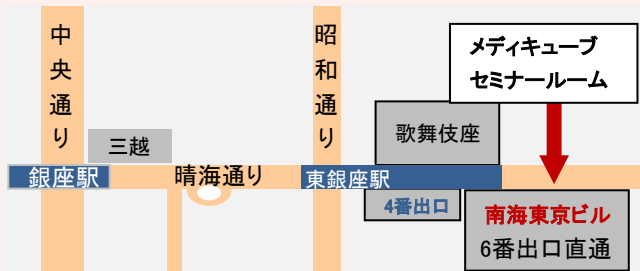 中央通り
昭和通り
メディキューブ
セミナールーム
三越
歌舞伎座
銀座駅
晴海通り
東銀座駅
4番出口
南海東京ビル
6番出口直通